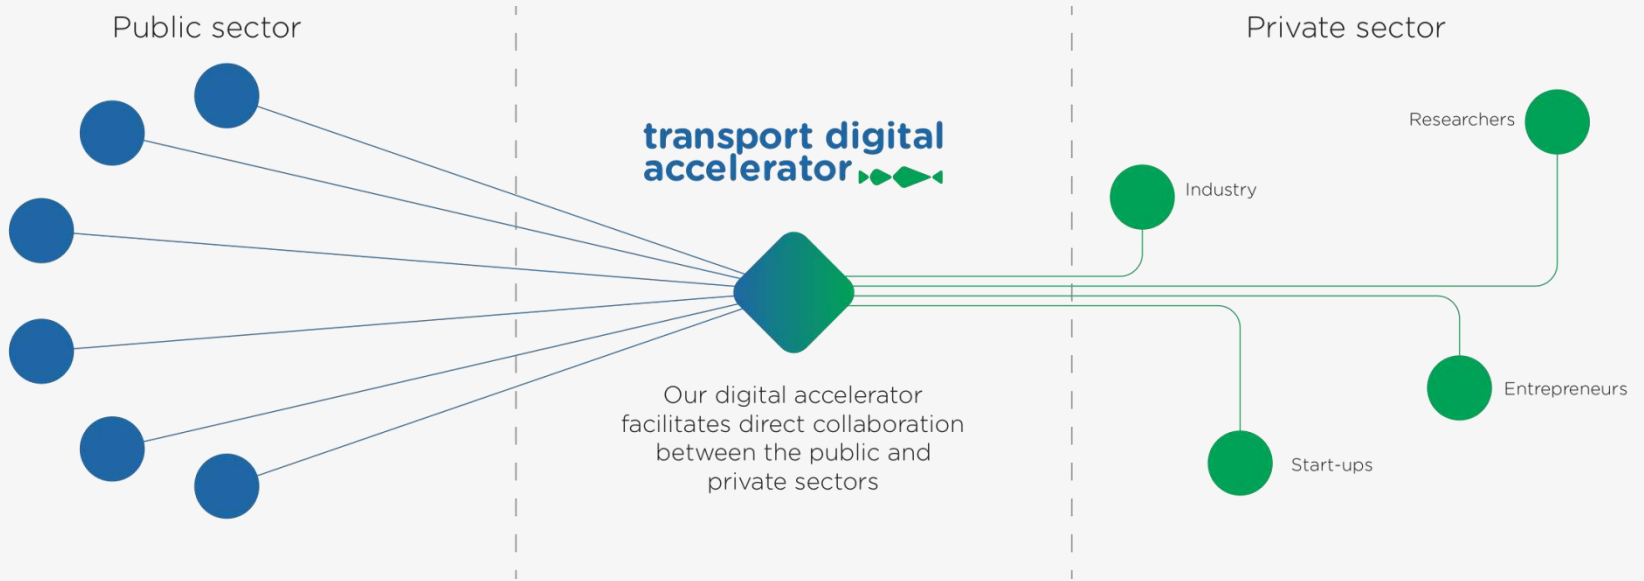 Public sector
Private sector
transport digital
accelerator
Researchers
Industry
Our digital accelerator
facilitates direct collaboration
between the public and
private sectors
Entrepreneurs
Start-ups